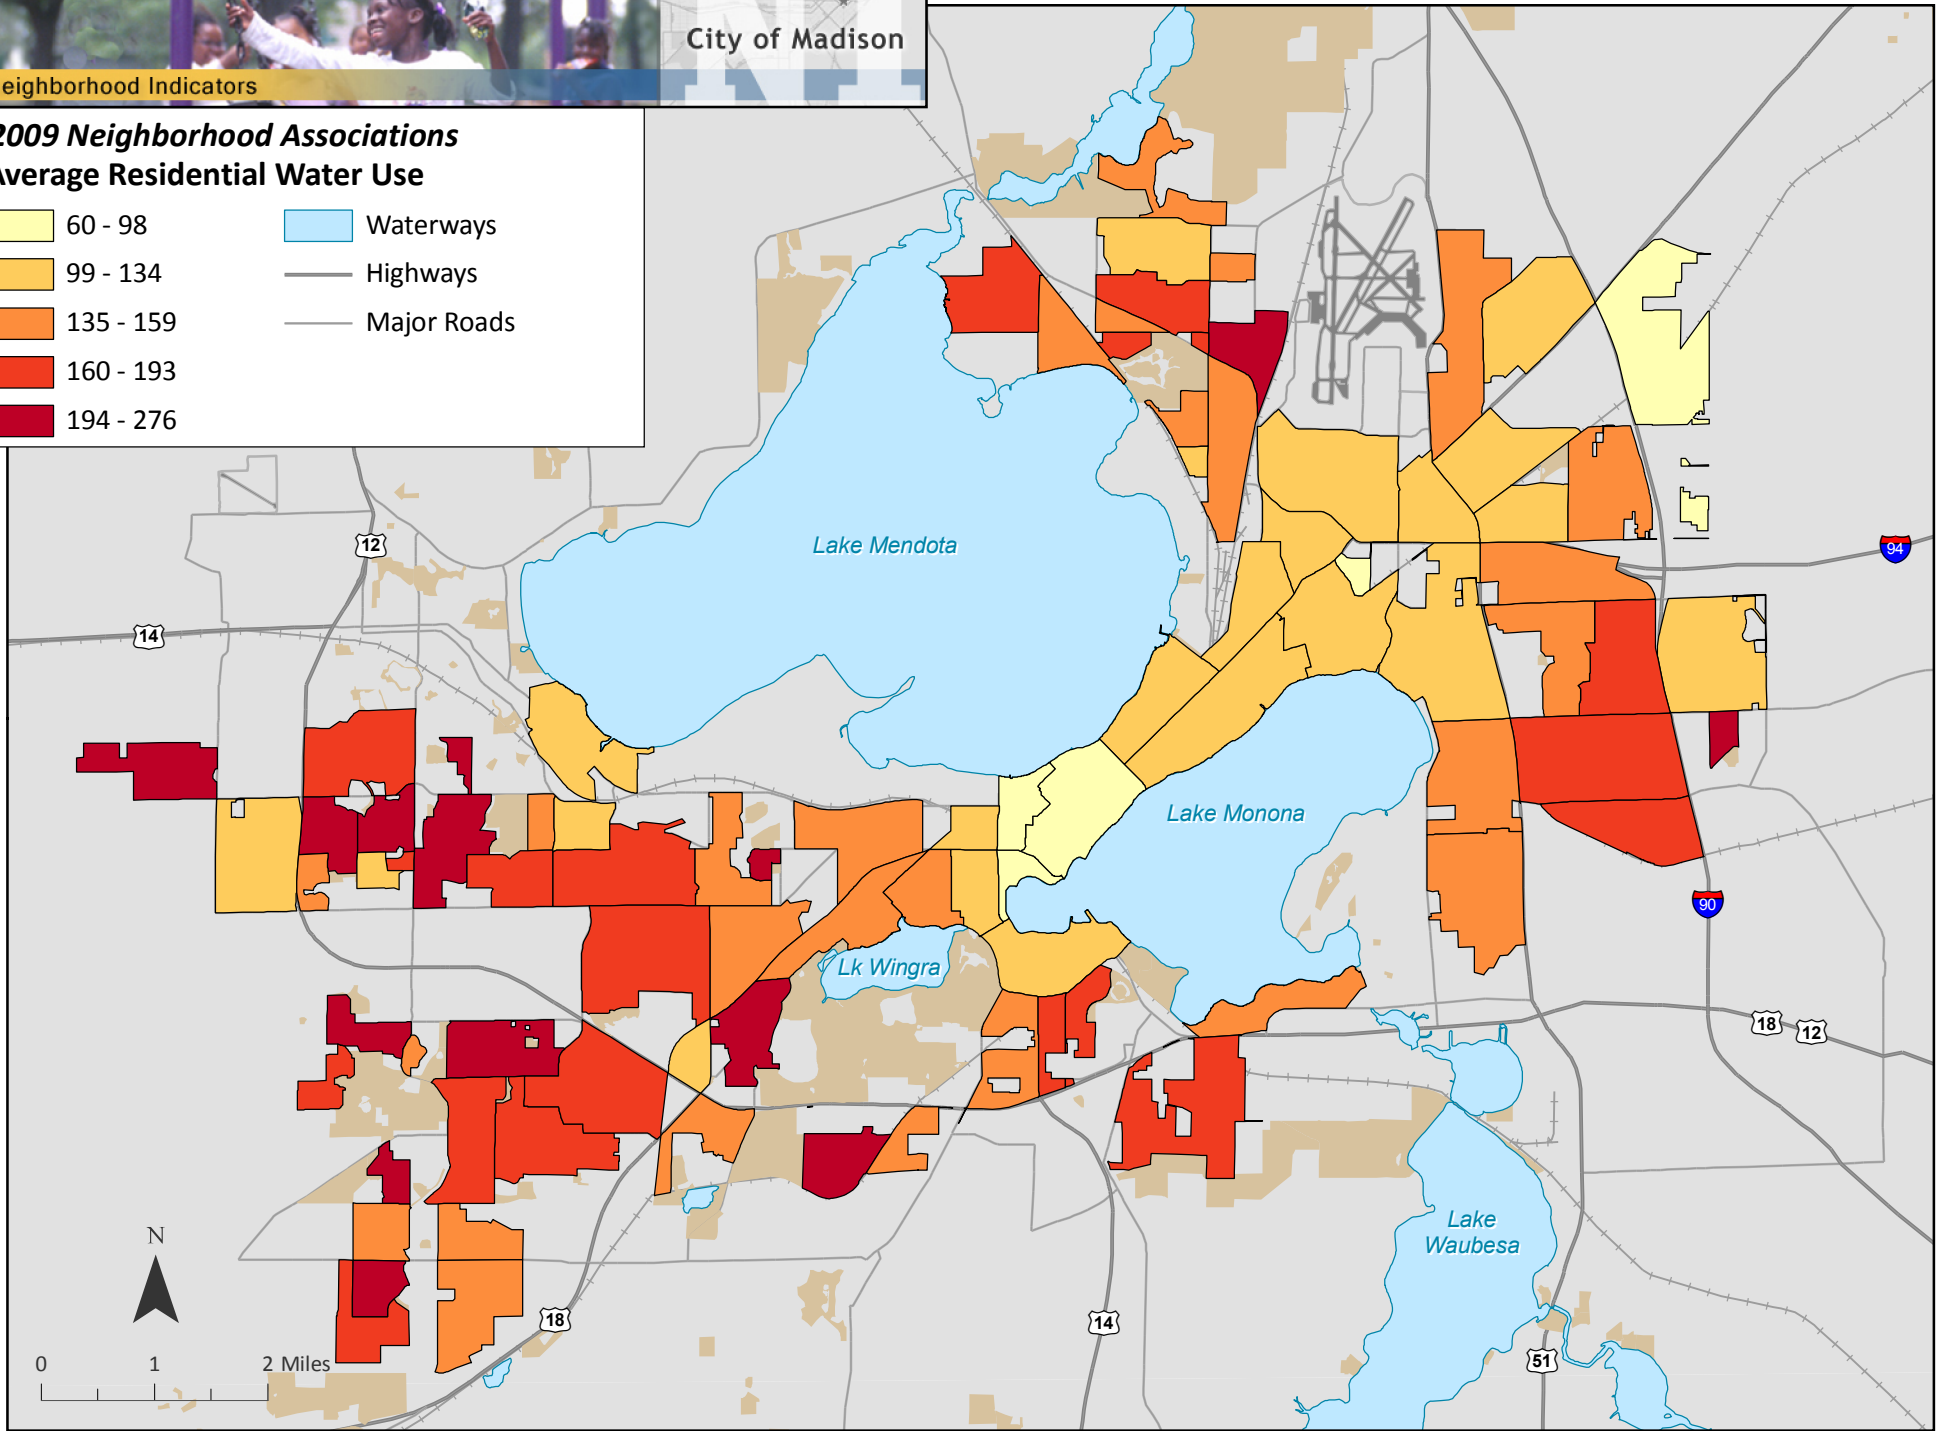 City of Madison
eighborhood Indicators
2009 Neighborhood Associations
Average Residential Water Use
60 - 98
Waterways
99 - 134
Highways
135 - 159
Major Roads
160 - 193
194 - 276
Lake Mendota
12
94
14
Lake Monona
90
Lk Wingra
18
12
Lake
Waubesa
N
18
14
0
1
2 Miles
51